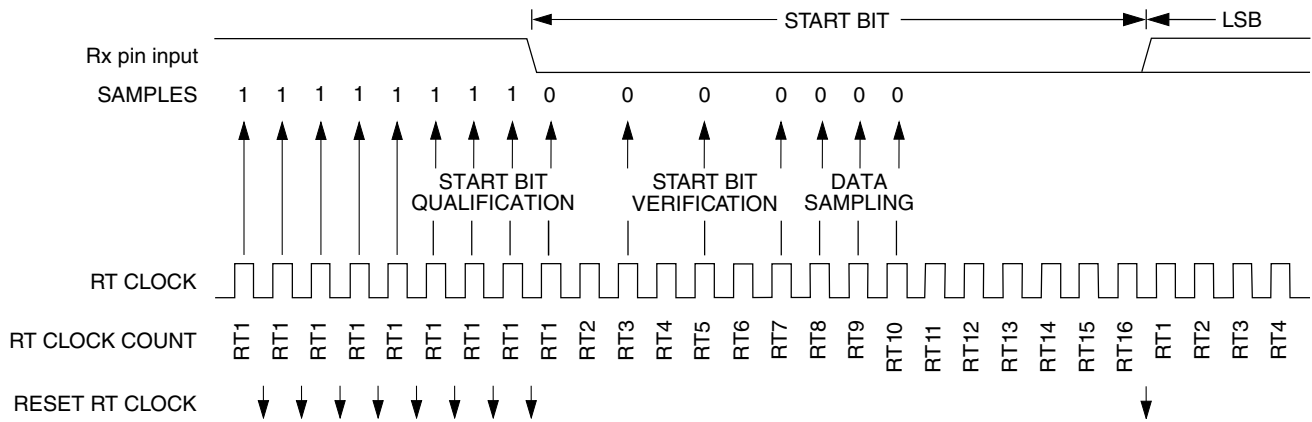 START BIT LSB
Rx pin input
SAMPLES 1 1 1 1 1 1 1 1 0 0 0 0 0 0 0
START BIT QUALIFICATION
START BIT VERIFICATION
DATA SAMPLING
RT CLOCK
RT CLOCK COUNT RT1 RT1 RT1 RT1 RT1 RT1 RT1 RT1 RT1 RT2 RT3 RT4 RT5 RT6 RT7 RT8 RT9 RT10 RT11 RT12 RT13 RT14 RT15 RT16 RT1 RT2 RT3 RT4
RESET RT CLOCK